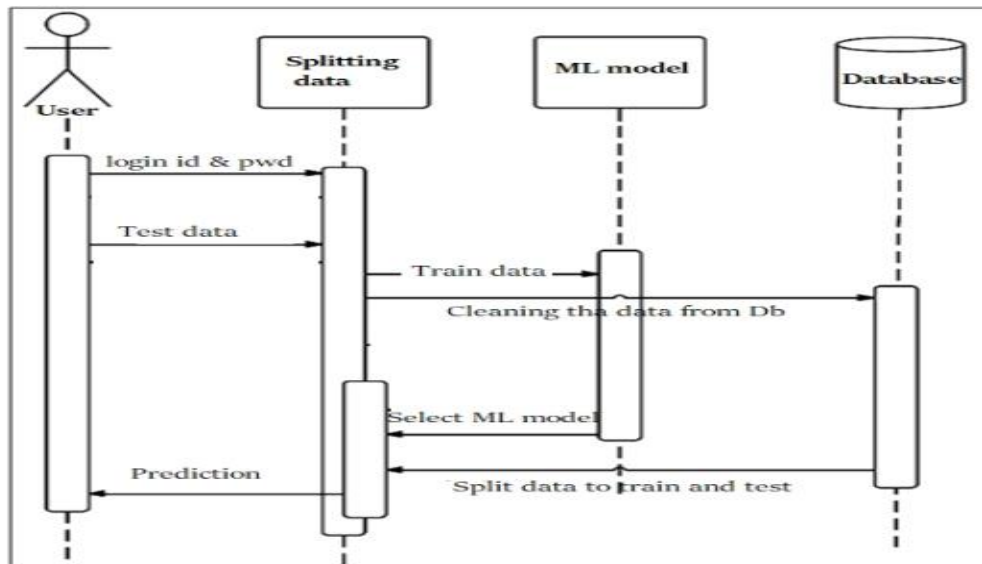 Splitting
data
ML model
Database
User
login id & pwd
Test data
Train data
Cleaning tha data from Db
Select ML model
Prediction
Split data to train and test